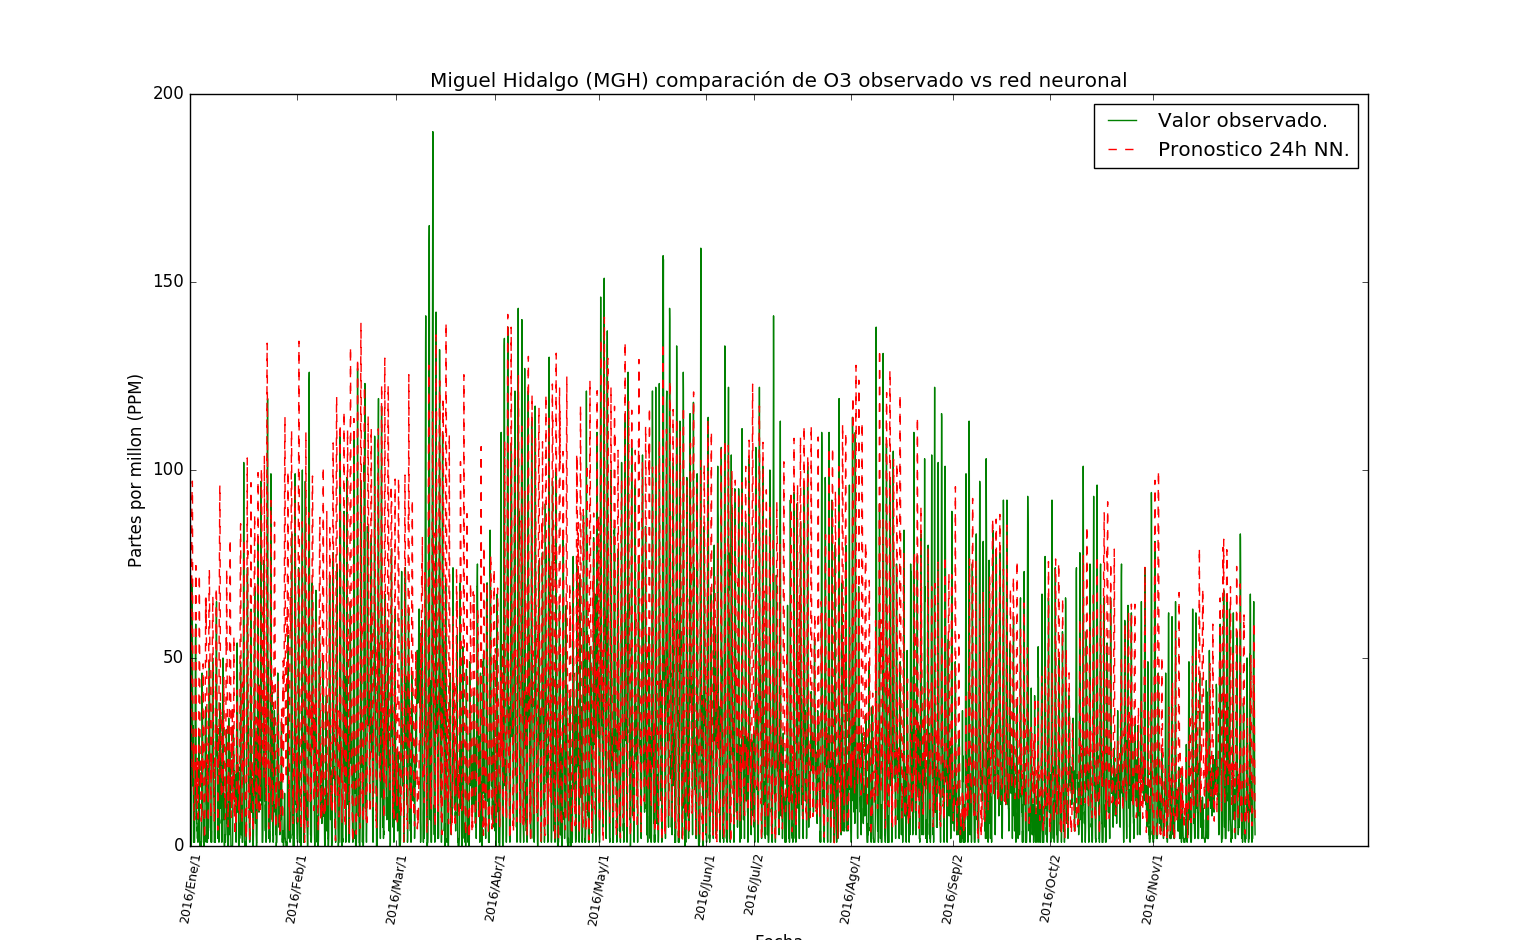 Miguel Hidalgo (MGH) comparación de O3 observado vs red neuronal
200
150
100
50
0
Partes por millon (PPM)
Valor observado.
Pronostico 24h NN.
2016/Ene/1
2016/Feb/1
2016/Mar/1
2016/Abr/1
2016/May/1
2016/Jun/1
2016/Jul/2
2016/Ago/1
2016/Sep/2
2016/Oct/2
2016/Nov/1
Fecha